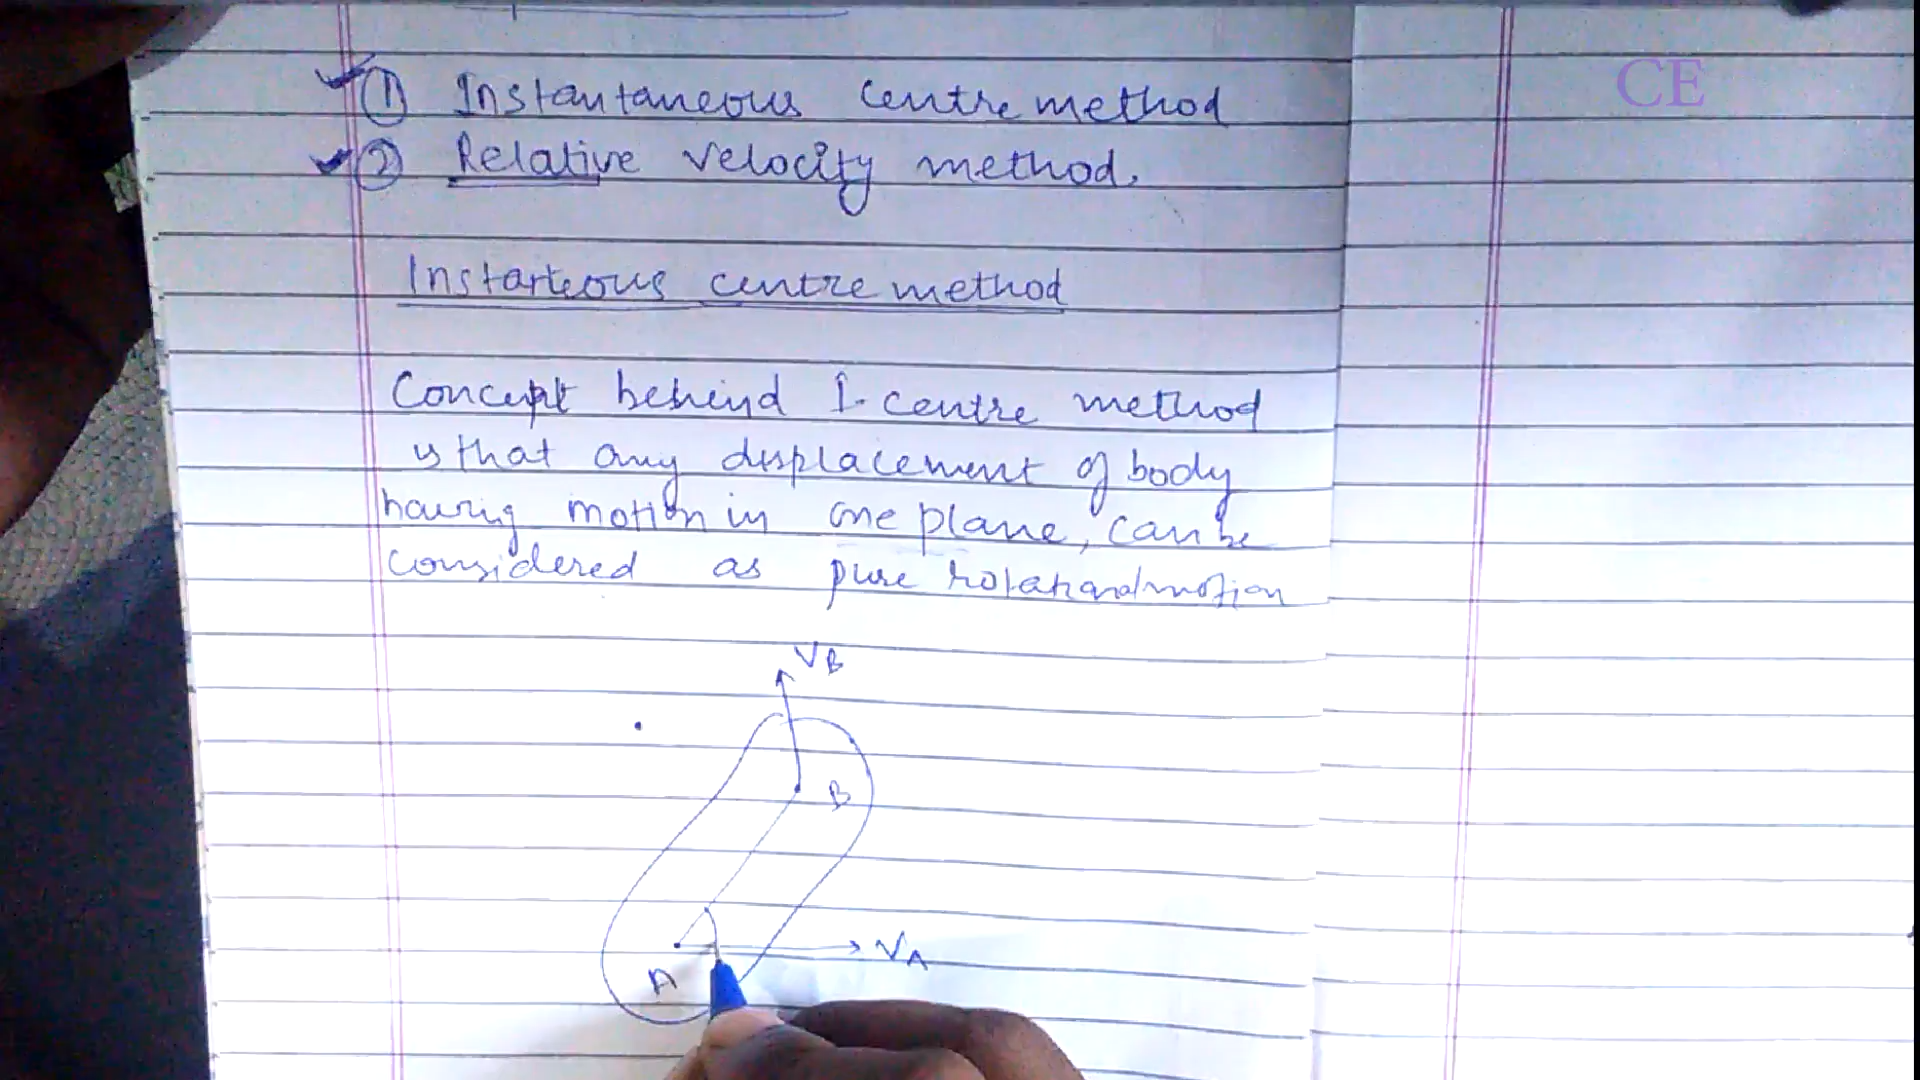 CE
① Instantaneous centre method
② Relative velocity method.
Instanteous centre method
Concept behind I-centre method
is that any displacement of body
having motion in one plane, can be
considered as pure rotational motion
VB
B
VA
A